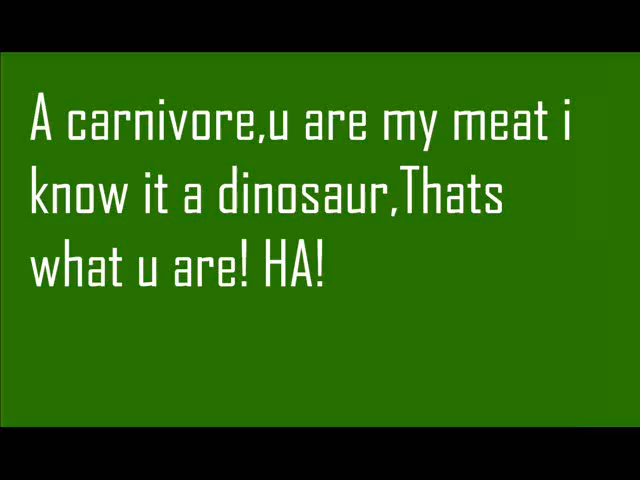 A carnivore,u are my meat i
know it a dinosaur,Thats
what u are! HA!